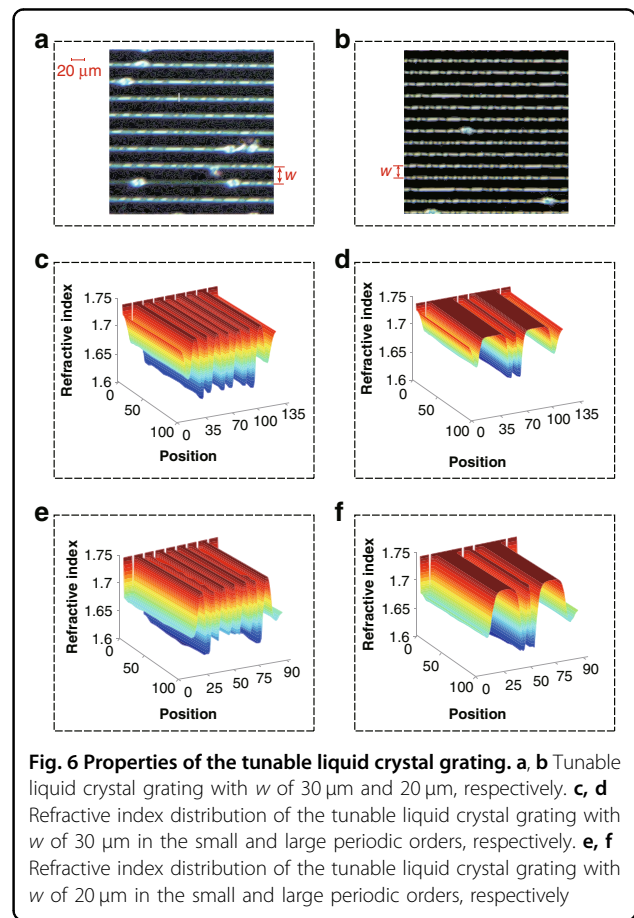 a
20 µm
w
b
w
c
Refractive index
1.75
1.7
1.65
1.6
0
50
100
0
35
70
100
135
Position
d
Refractive index
1.75
1.7
1.65
1.6
0
50
100
0
35
70
100
135
Position
e
Refractive index
1.75
1.7
1.65
1.6
0
50
100
0
25
50
75
90
Position
f
Refractive index
1.75
1.7
1.65
1.6
0
50
100
0
25
50
75
90
Position
Fig. 6 Properties of the tunable liquid crystal grating. a, b Tunable
liquid crystal grating with w of 30 µm and 20 µm, respectively. c, d
Refractive index distribution of the tunable liquid crystal grating with
w of 30 µm in the small and large periodic orders, respectively. e, f
Refractive index distribution of the tunable liquid crystal grating with
w of 20 µm in the small and large periodic orders, respectively